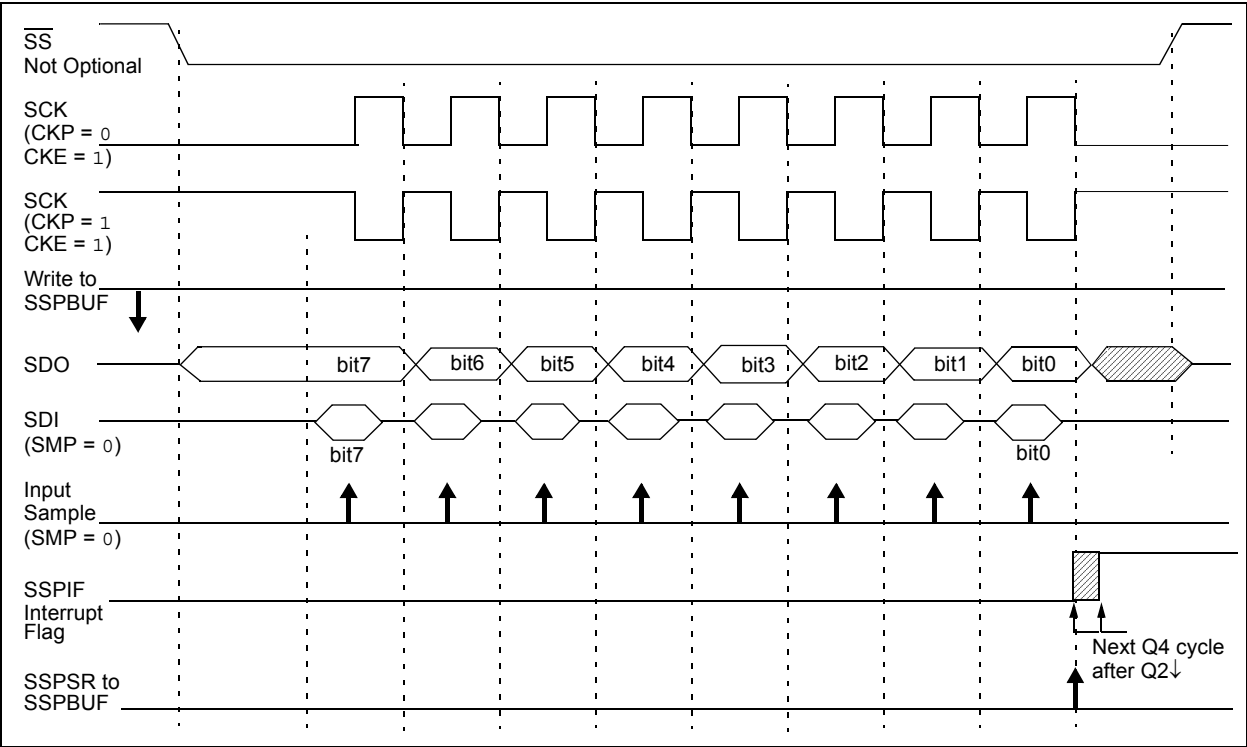 SS
Not Optional
SCK
(CKP = 0
CKE = 1)
SCK
(CKP = 1
CKE = 1)
Write to
SSPBUF
SDO
bit7 bit6 bit5 bit4 bit3 bit2 bit1 bit0
SDI
(SMP = 0)
bit7 bit0
Input
Sample
(SMP = 0)
SSPIF
Interrupt
Flag
Next Q4 cycle
after Q2↓
SSPSR to
SSPBUF